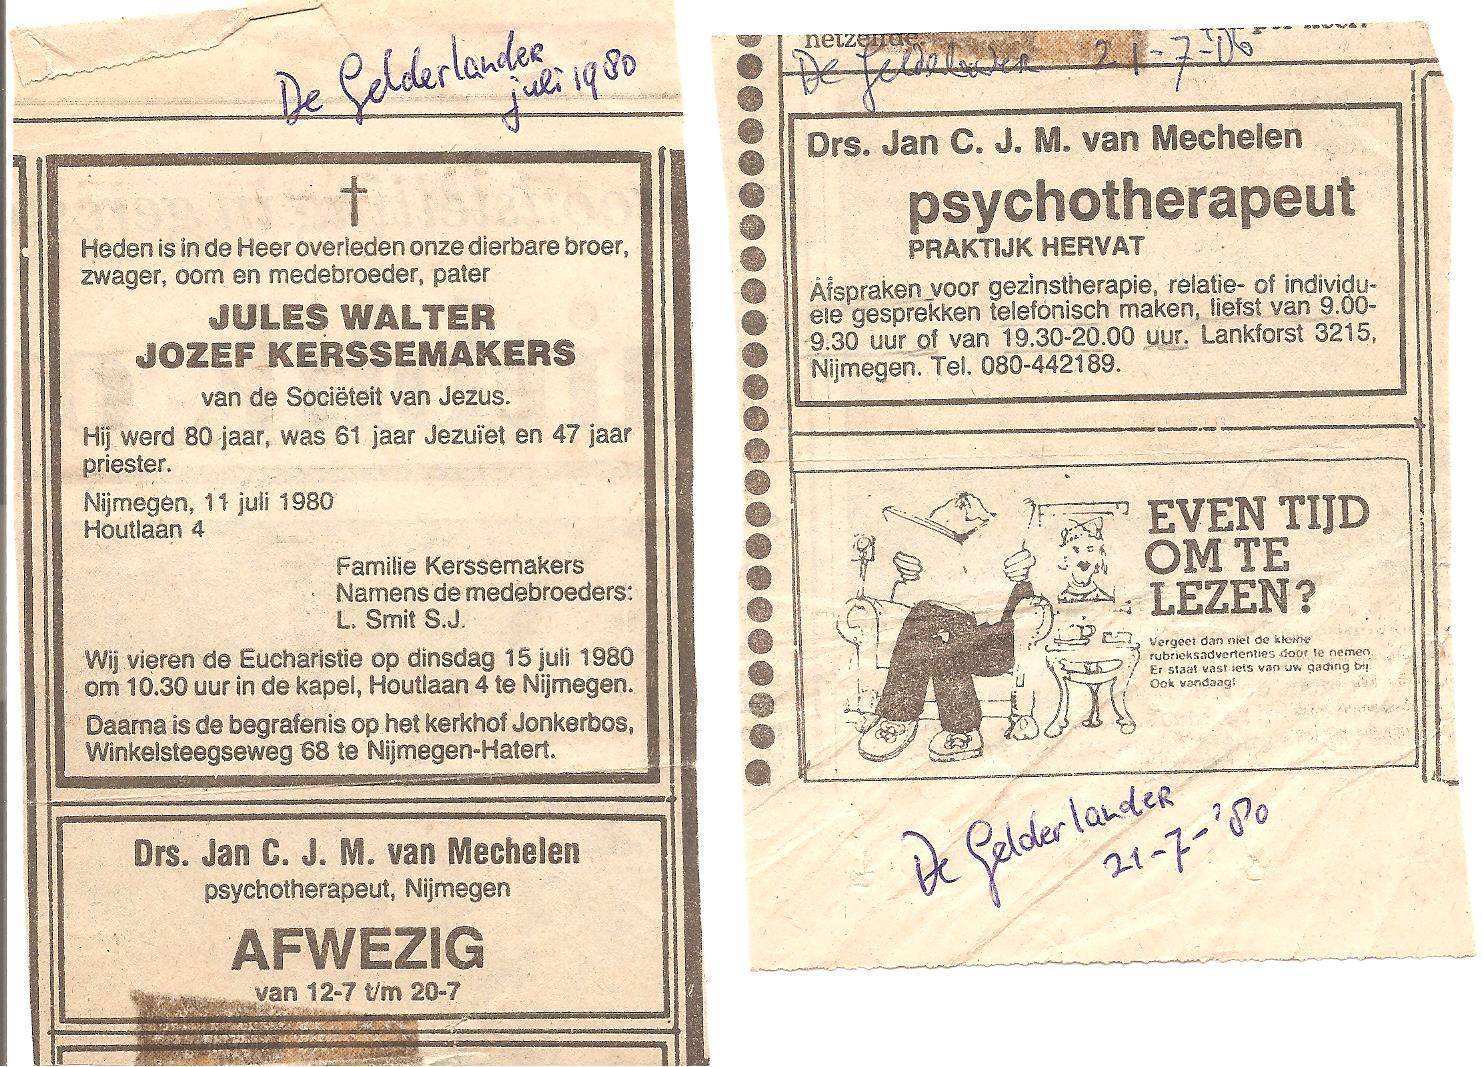 De Gelderlander
juli 1980
Heden is in de Heer overleden onze dierbare broer,
zwager, oom en medebroeder, pater
JULES WALTER
JOZEF KERSSEMAKERS
van de Sociëteit van Jezus.
Hij werd 80 jaar, was 61 jaar Jezuïet en 47 jaar
priester.
Nijmegen, 11 juli 1980
Houtlaan 4
Familie Kerssemakers
Namens de medebroeders:
L. Smit S.J.
Wij vieren de Eucharistie op dinsdag 15 juli 1980
om 10.30 uur in de kapel, Houtlaan 4 te Nijmegen.
Daarna is de begrafenis op het kerkhof Jonkerbos,
Winkelsteegseweg 68 te Nijmegen-Hatert.
Drs. Jan C. J. M. van Mechelen
psychotherapeut, Nijmegen
AFWEZIG
van 12-7 t/m 20-7
De Gelderlander 21-7-
Drs. Jan C. J. M. van Mechelen
psychotherapeut
PRAKTIJK HERVAT
Afspraken voor gezinstherapie, relatie- of individu-
ele gesprekken telefonisch maken, liefst van 9.00-
9.30 uur of van 19.30-20.00 uur. Lankforst 3215,
Nijmegen. Tel. 080-442189.
EVEN TIJD
OM TE
LEZEN?
Vergeet dan niet de kleine
rubrieksadvertenties door te nemen.
Er staat vast iets van uw gading bij
Ook vandaag!
De Gelderlander
21-7-'80